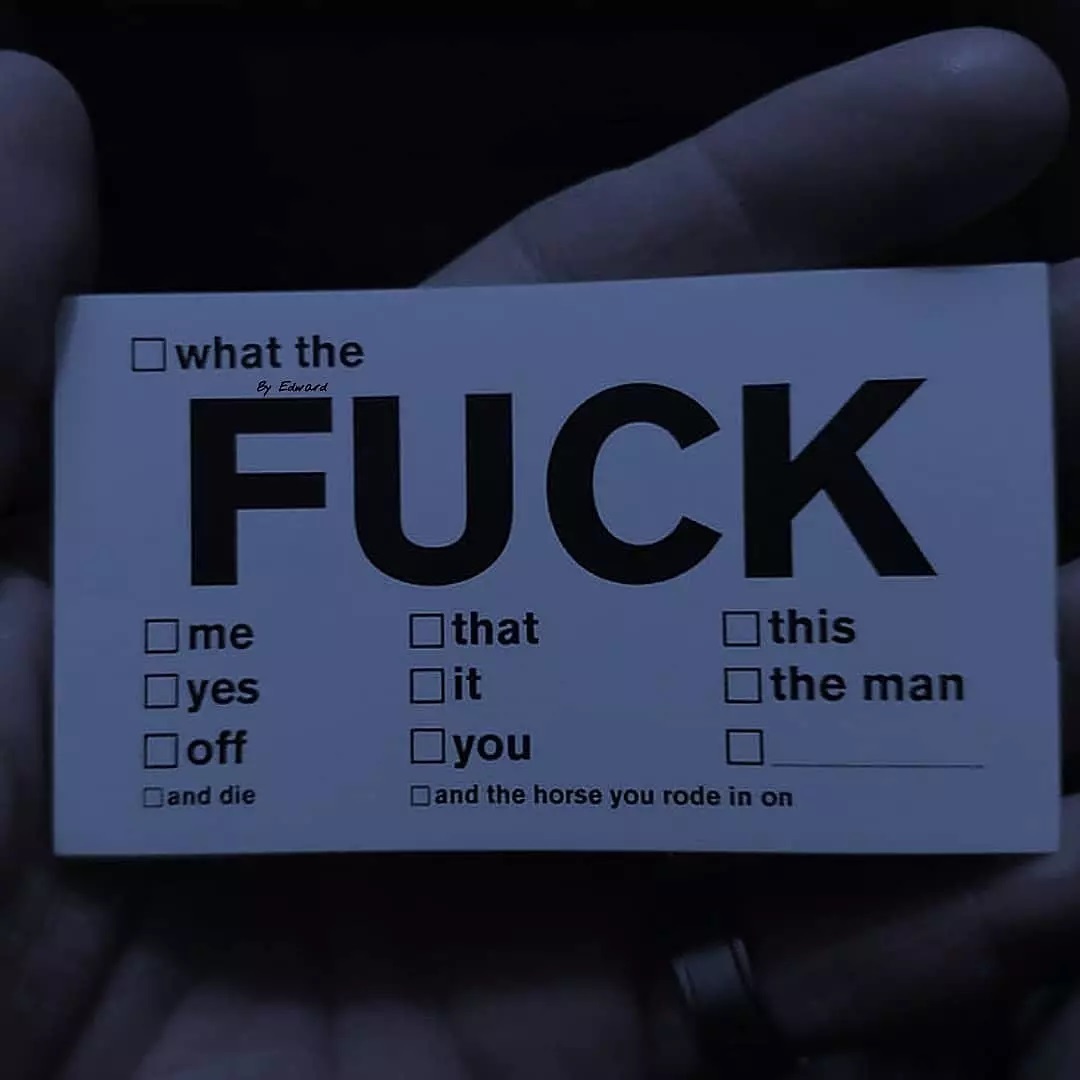 ☐ what the
By Edward
FUCK
☐ me ☐ that ☐ this
☐ yes ☐ it ☐ the man
☐ off ☐ you ☐ ____________
☐ and die ☐ and the horse you rode in on